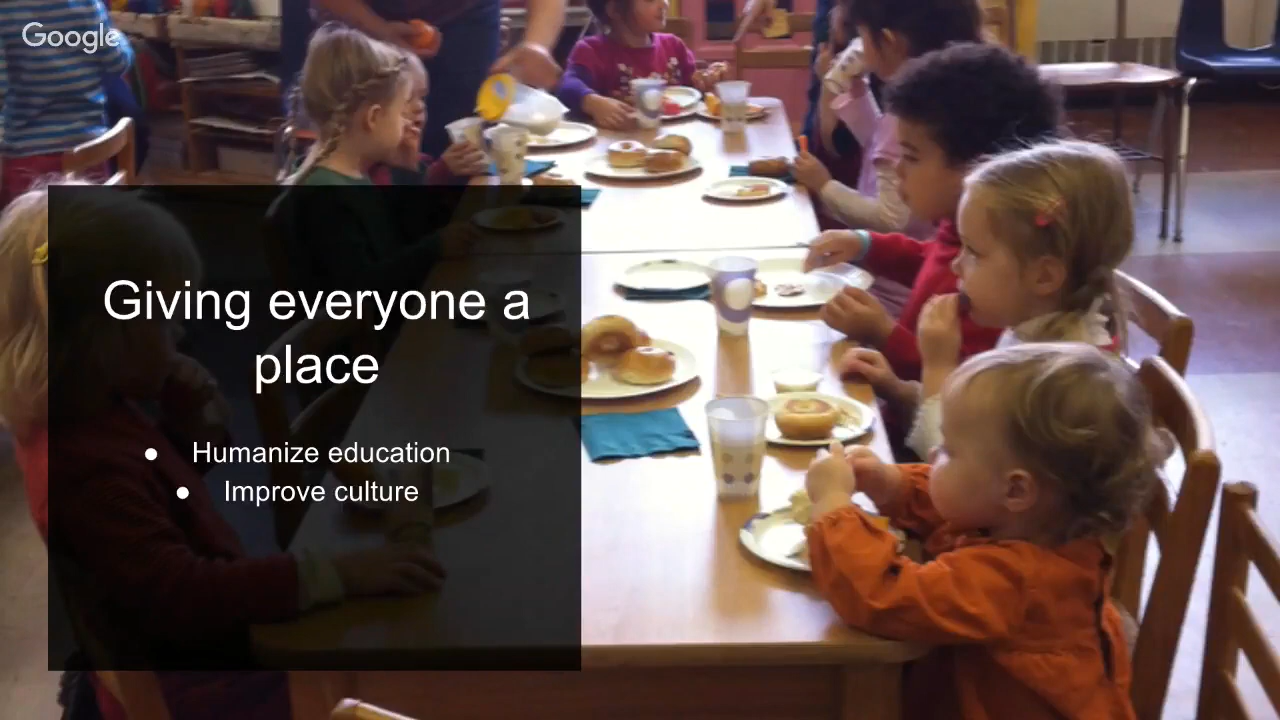 Google
Giving everyone a
place
● Humanize education
● Improve culture